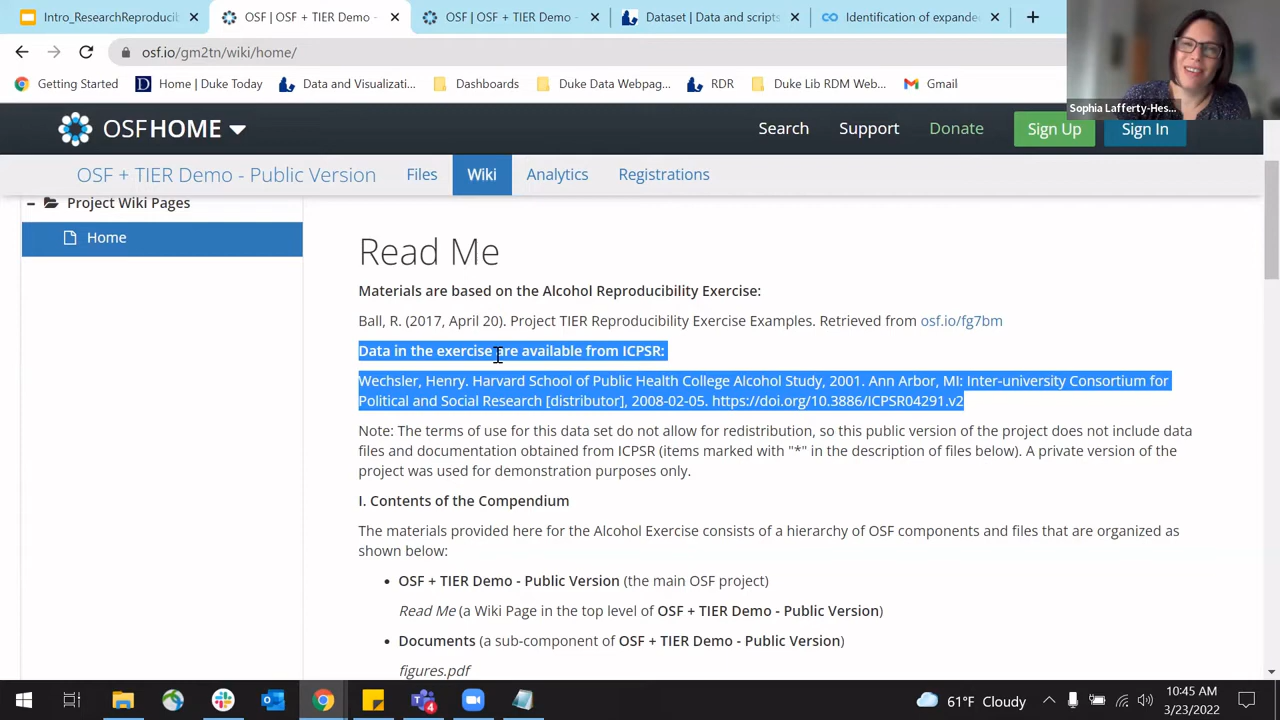 Intro_ResearchReproducib
OSF | OSF + TIER Demo -
OSF | OSF + TIER Demo -
Dataset | Data and scripts
Identification of expande
osf.io/gm2tn/wiki/home/
Getting Started
Home | Duke Today
Data and Visualizati...
Dashboards
Duke Data Webpag...
RDR
Duke Lib RDM Web...
Gmail
Sophia Lafferty-Hes...
OSFHOME
Search
Support
Donate
Sign Up
Sign In
OSF + TIER Demo - Public Version
Files
Wiki
Analytics
Registrations
Project Wiki Pages
Home
Read Me
Materials are based on the Alcohol Reproducibility Exercise:
Ball, R. (2017, April 20). Project TIER Reproducibility Exercise Examples. Retrieved from osf.io/fg7bm
Data in the exercise are available from ICPSR:
Wechsler, Henry. Harvard School of Public Health College Alcohol Study, 2001. Ann Arbor, MI: Inter-university Consortium for
Political and Social Research [distributor], 2008-02-05. https://doi.org/10.3886/ICPSR04291.v2
Note: The terms of use for this data set do not allow for redistribution, so this public version of the project does not include data
files and documentation obtained from ICPSR (items marked with "*" in the description of files below). A private version of the
project was used for demonstration purposes only.
I. Contents of the Compendium
The materials provided here for the Alcohol Exercise consists of a hierarchy of OSF components and files that are organized as
shown below:
• OSF + TIER Demo - Public Version (the main OSF project)
Read Me (a Wiki Page in the top level of OSF + TIER Demo - Public Version)
• Documents (a sub-component of OSF + TIER Demo - Public Version)
figures.pdf
4
61°F Cloudy
10:45 AM
3/23/2022